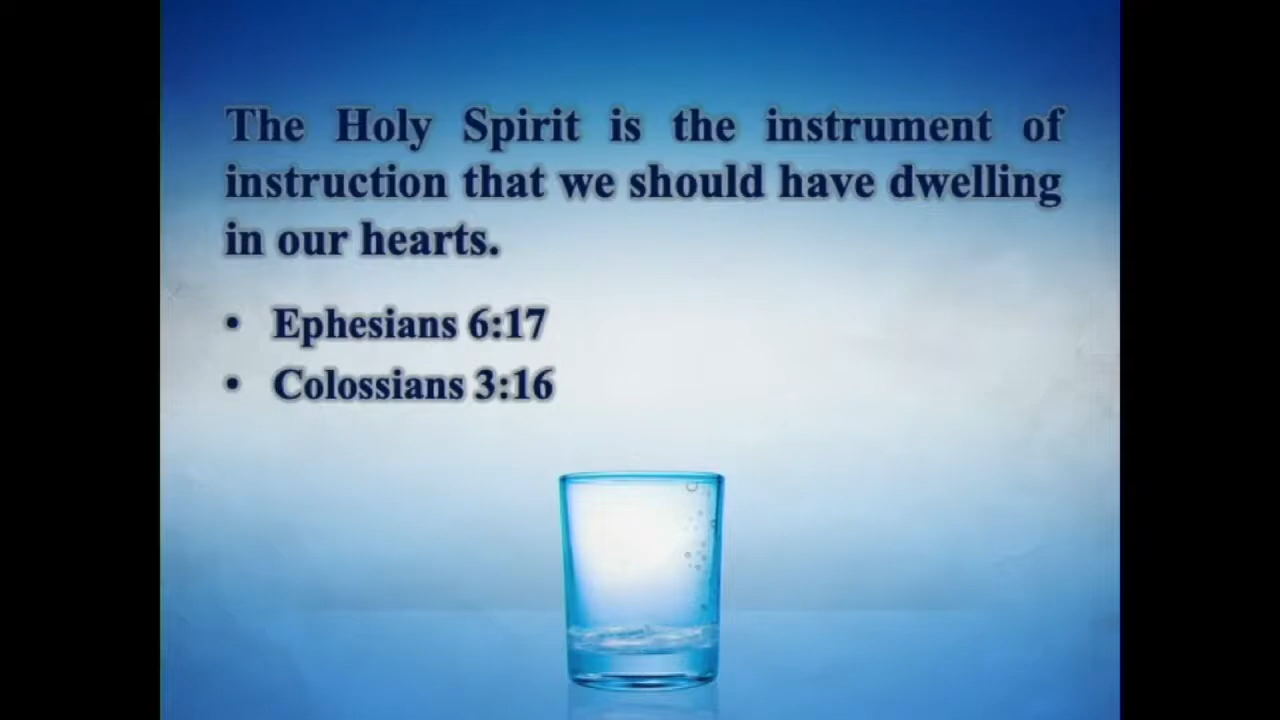 The Holy Spirit is the instrument of
instruction that we should have dwelling
in our hearts.
• Ephesians 6:17
• Colossians 3:16